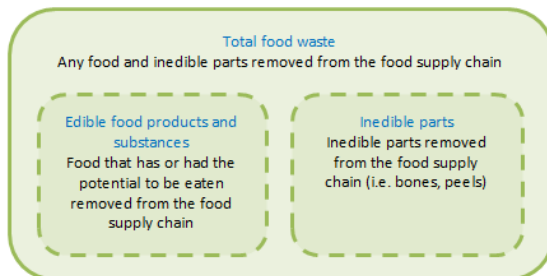 Total food waste
Any food and inedible parts removed from the food supply chain
Edible food products and
substances
Food that has or had the
potential to be eaten
removed from the food
supply chain
Inedible parts
Inedible parts removed
from the food supply
chain (i.e. bones, peels)